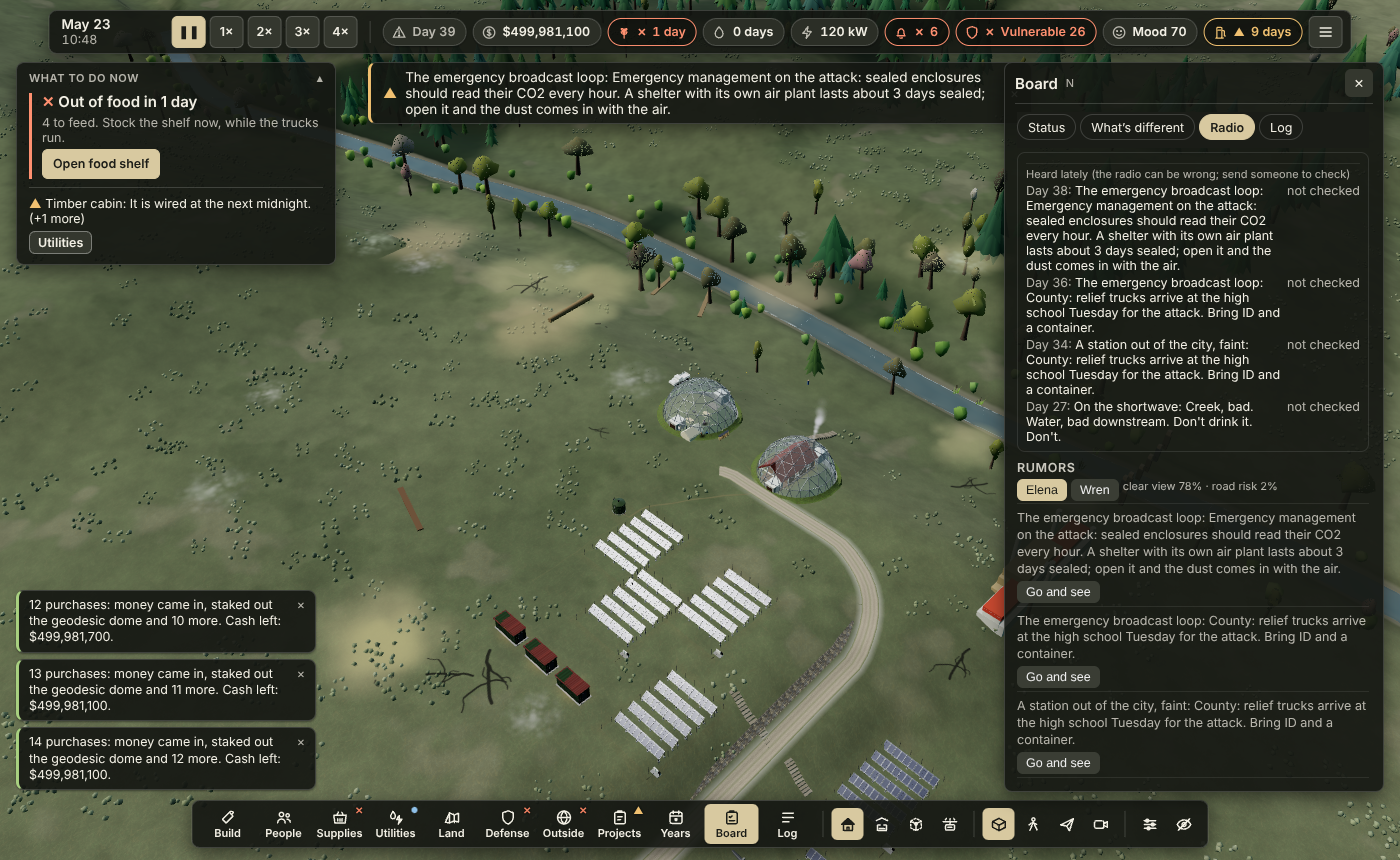 May 23
10:48
1×
2×
3×
4×
Day 39
$499,981,100
× 1 day
0 days
120 kW
× 6
× Vulnerable 26
Mood 70
9 days
WHAT TO DO NOW
× Out of food in 1 day
4 to feed. Stock the shelf now, while the trucks
run.
Open food shelf
Timber cabin: It is wired at the next midnight.
(+1 more)
Utilities
The emergency broadcast loop: Emergency management
on the attack: sealed enclosures
should read their CO2 every hour. A shelter with its own air plant lasts about 3 days sealed;
open it and the dust comes in with the air.
Board N
×
Status
What's different
Radio
Log
Heard lately (the radio can be wrong; send someone to check)
Day 38: The emergency broadcast loop: not checked
Emergency management on the attack:
sealed enclosures should read their CO2
every hour. A shelter with its own air plant
lasts about 3 days sealed; open it and the
dust comes in with the air.
Day 36: The emergency broadcast loop: not checked
County: relief trucks arrive at the high
school Tuesday for the attack. Bring ID and
a container.
Day 34: A station out of the city, faint: not checked
County: relief trucks arrive at the high
school Tuesday for the attack. Bring ID and
a container.
Day 27: On the shortwave: Creek, bad. not checked
Water, bad downstream. Don't drink it.
Don't.
RUMORS
Elena
Wren
clear view 78% · road risk 2%
The emergency broadcast loop: Emergency management
on the attack: sealed enclosures should read their CO2
every hour. A shelter with its own air plant lasts about 3
days sealed; open it and the dust comes in with the air.
Go and see
The emergency broadcast loop: County: relief trucks arrive
at the high school Tuesday for the attack. Bring ID and a
container.
Go and see
A station out of the city, faint: County: relief trucks arrive at
the high school Tuesday for the attack. Bring ID and a
container.
Go and see
12 purchases: money came in, staked out ×
the geodesic dome and 10 more. Cash left:
$499,981,700.
13 purchases: money came in, staked out ×
the geodesic dome and 11 more. Cash left:
$499,981,100.
14 purchases: money came in, staked out ×
the geodesic dome and 12 more. Cash left:
$499,981,100.
Build
People
Supplies
Utilities
Land
Defense
Outside
Projects
Years
Board
Log